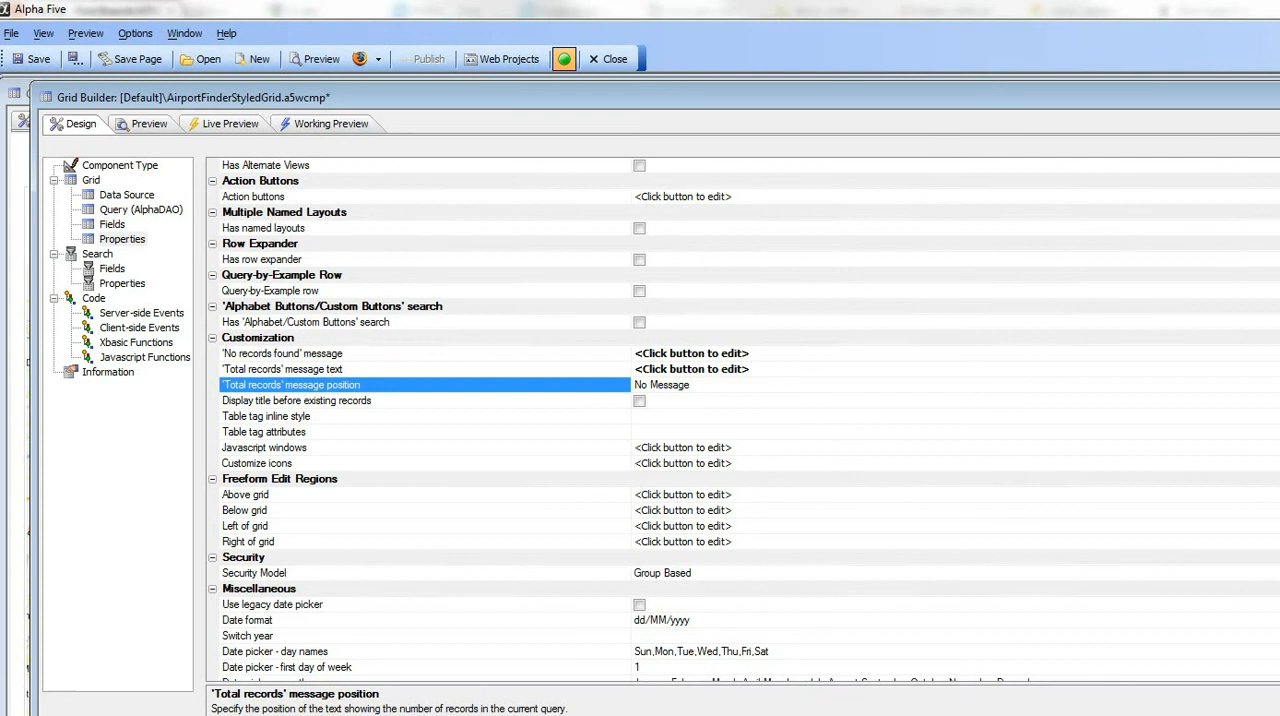 Alpha Five
File View Preview Options Window Help
Save Save Page Open New Preview Publish Web Projects Close
Grid Builder: [Default]\AirportFinderStyledGrid.a5wcmp*
Design Preview Live Preview Working Preview
Component Type
Grid
Data Source
Query (AlphaDAO)
Fields
Properties
Search
Fields
Properties
Code
Server-side Events
Client-side Events
Xbasic Functions
Javascript Functions
Information
Has Alternate Views
Action Buttons
Action buttons <Click button to edit>
Multiple Named Layouts
Has named layouts
Row Expander
Has row expander
Query-by-Example Row
Query-by-Example row
'Alphabet Buttons/Custom Buttons' search
Has 'Alphabet/Custom Buttons' search
Customization
'No records found' message <Click button to edit>
'Total records' message text <Click button to edit>
'Total records' message position No Message
Display title before existing records
Table tag inline style
Table tag attributes
Javascript windows <Click button to edit>
Customize icons <Click button to edit>
Freeform Edit Regions
Above grid <Click button to edit>
Below grid <Click button to edit>
Left of grid <Click button to edit>
Right of grid <Click button to edit>
Security
Security Model Group Based
Miscellaneous
Use legacy date picker
Date format dd/MM/yyyy
Switch year
Date picker - day names Sun,Mon,Tue,Wed,Thu,Fri,Sat
Date picker - first day of week 1
'Total records' message position
Specify the position of the text showing the number of records in the current query.